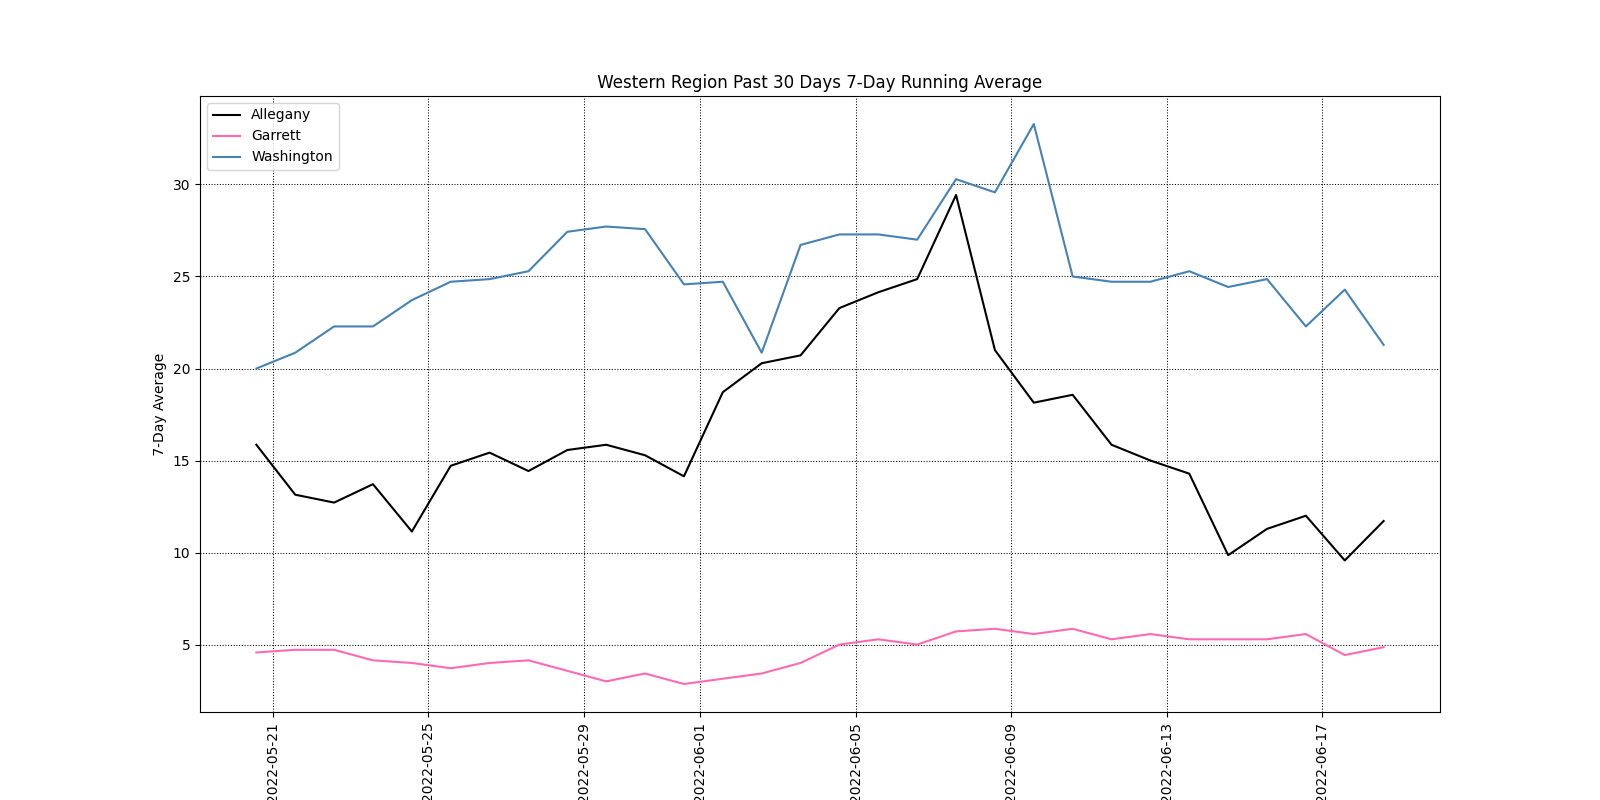 Western Region Past 30 Days 7-Day Running Average
Allegany
Garrett
Washington
7-Day Average
30
25
20
15
10
5
2022-05-21
2022-05-25
2022-05-29
2022-06-01
2022-06-05
2022-06-09
2022-06-13
2022-06-17